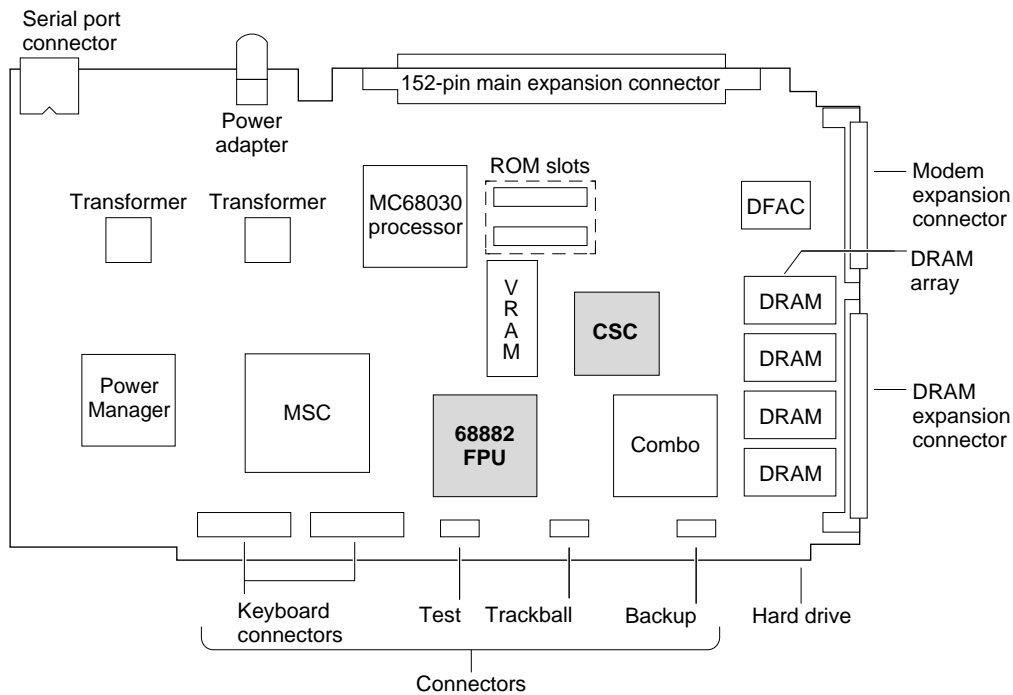 Serial port
connector
152-pin main expansion connector
Power
adapter
ROM slots
Modem
expansion
connector
Transformer
Transformer
MC68030
processor
DFAC
DRAM
array
V
R
A
M
DRAM
CSC
DRAM
Power
Manager
MSC
DRAM
expansion
connector
DRAM
68882
FPU
Combo
DRAM
Keyboard
connectors
Test
Trackball
Backup
Hard drive
Connectors